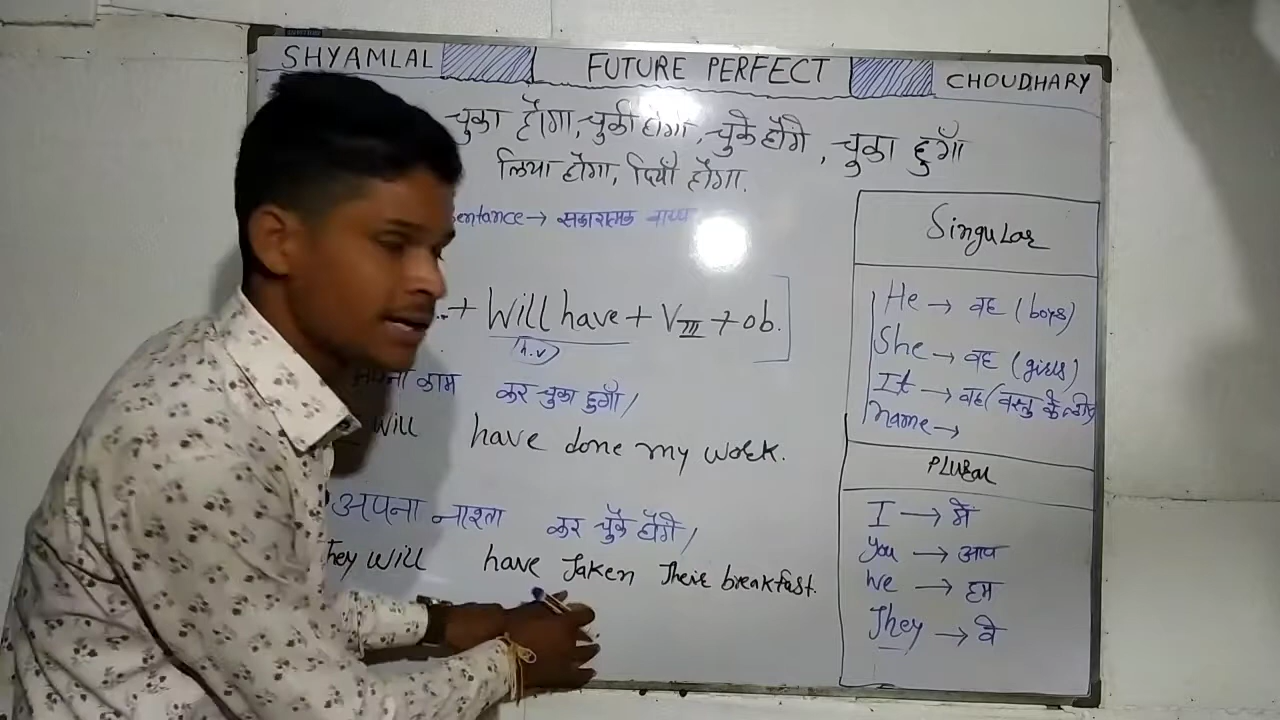 SHYAMLAL FUTURE PERFECT CHOUDHARY
चुका होगा, चुकी होगी, चुके होंगे, चुका हुगाँ
लिया होगा, दिया होगा.
sentance → सकारात्मक वाक्य
+ Will have + V III + ob.]
(h.v)
अपना काम कर चुका हुगाँ /
will have done my work.
अपना नाश्ता कर चुके होंगे /
They will have Taken Their breakfast.
Singular
He → वह (boys)
She → वह (girls)
It → वह (वस्तु के लीए
Name →
Plural
I → में
You → आप
We → हम
They → वे